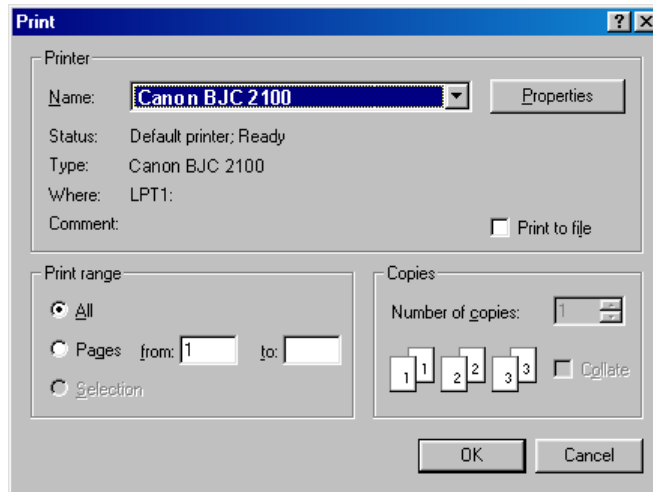 Print
Printer
Name: Canon BJC 2100 Properties
Status: Default printer; Ready
Type: Canon BJC 2100
Where: LPT1:
Comment: Print to file
Print range
All
Pages from: 1 to:
Selection
Copies
Number of copies: 1
1 1 2 2 3 3 Collate
OK Cancel